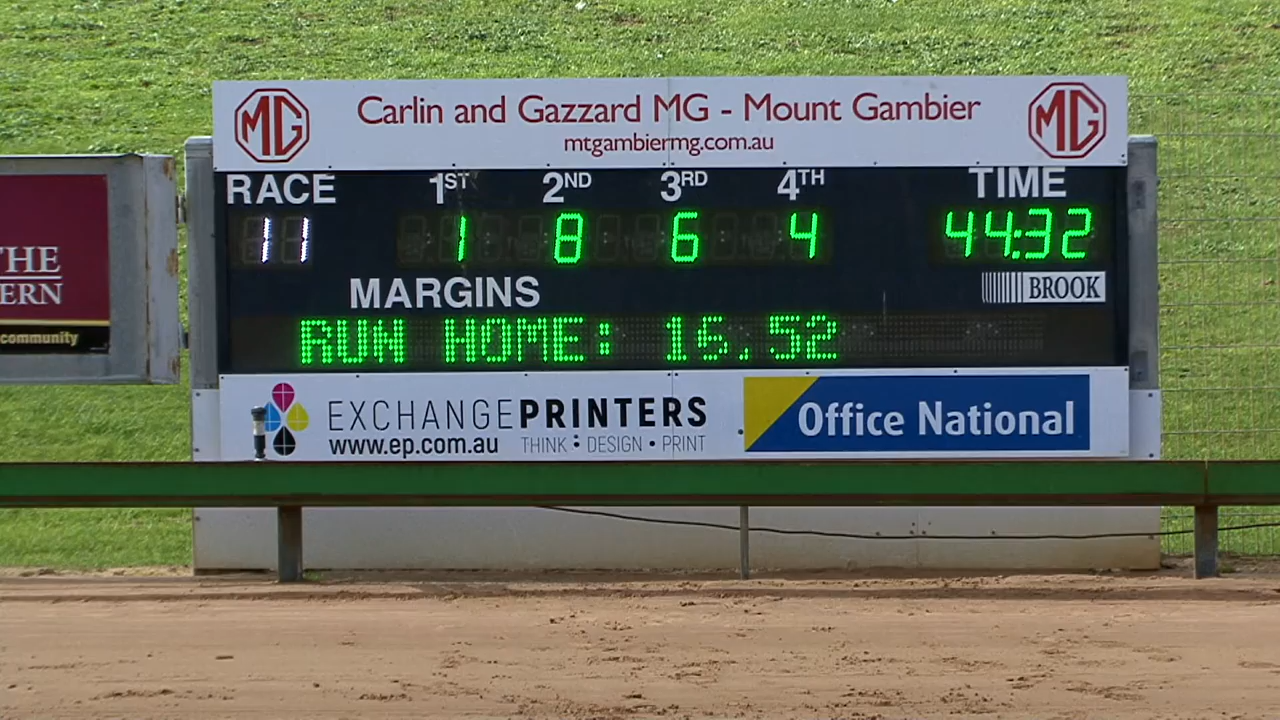 MG Carlin and Gazzard MG - Mount Gambier MG
mtgambiermg.com.au
RACE 1ST 2ND 3RD 4TH TIME
11 1 8 6 4 44:32
MARGINS BROOK
RUN HOME: 16.52
EXCHANGEPRINTERS
www.ep.com.au THINK : DESIGN • PRINT
Office National
THE
ERN
community